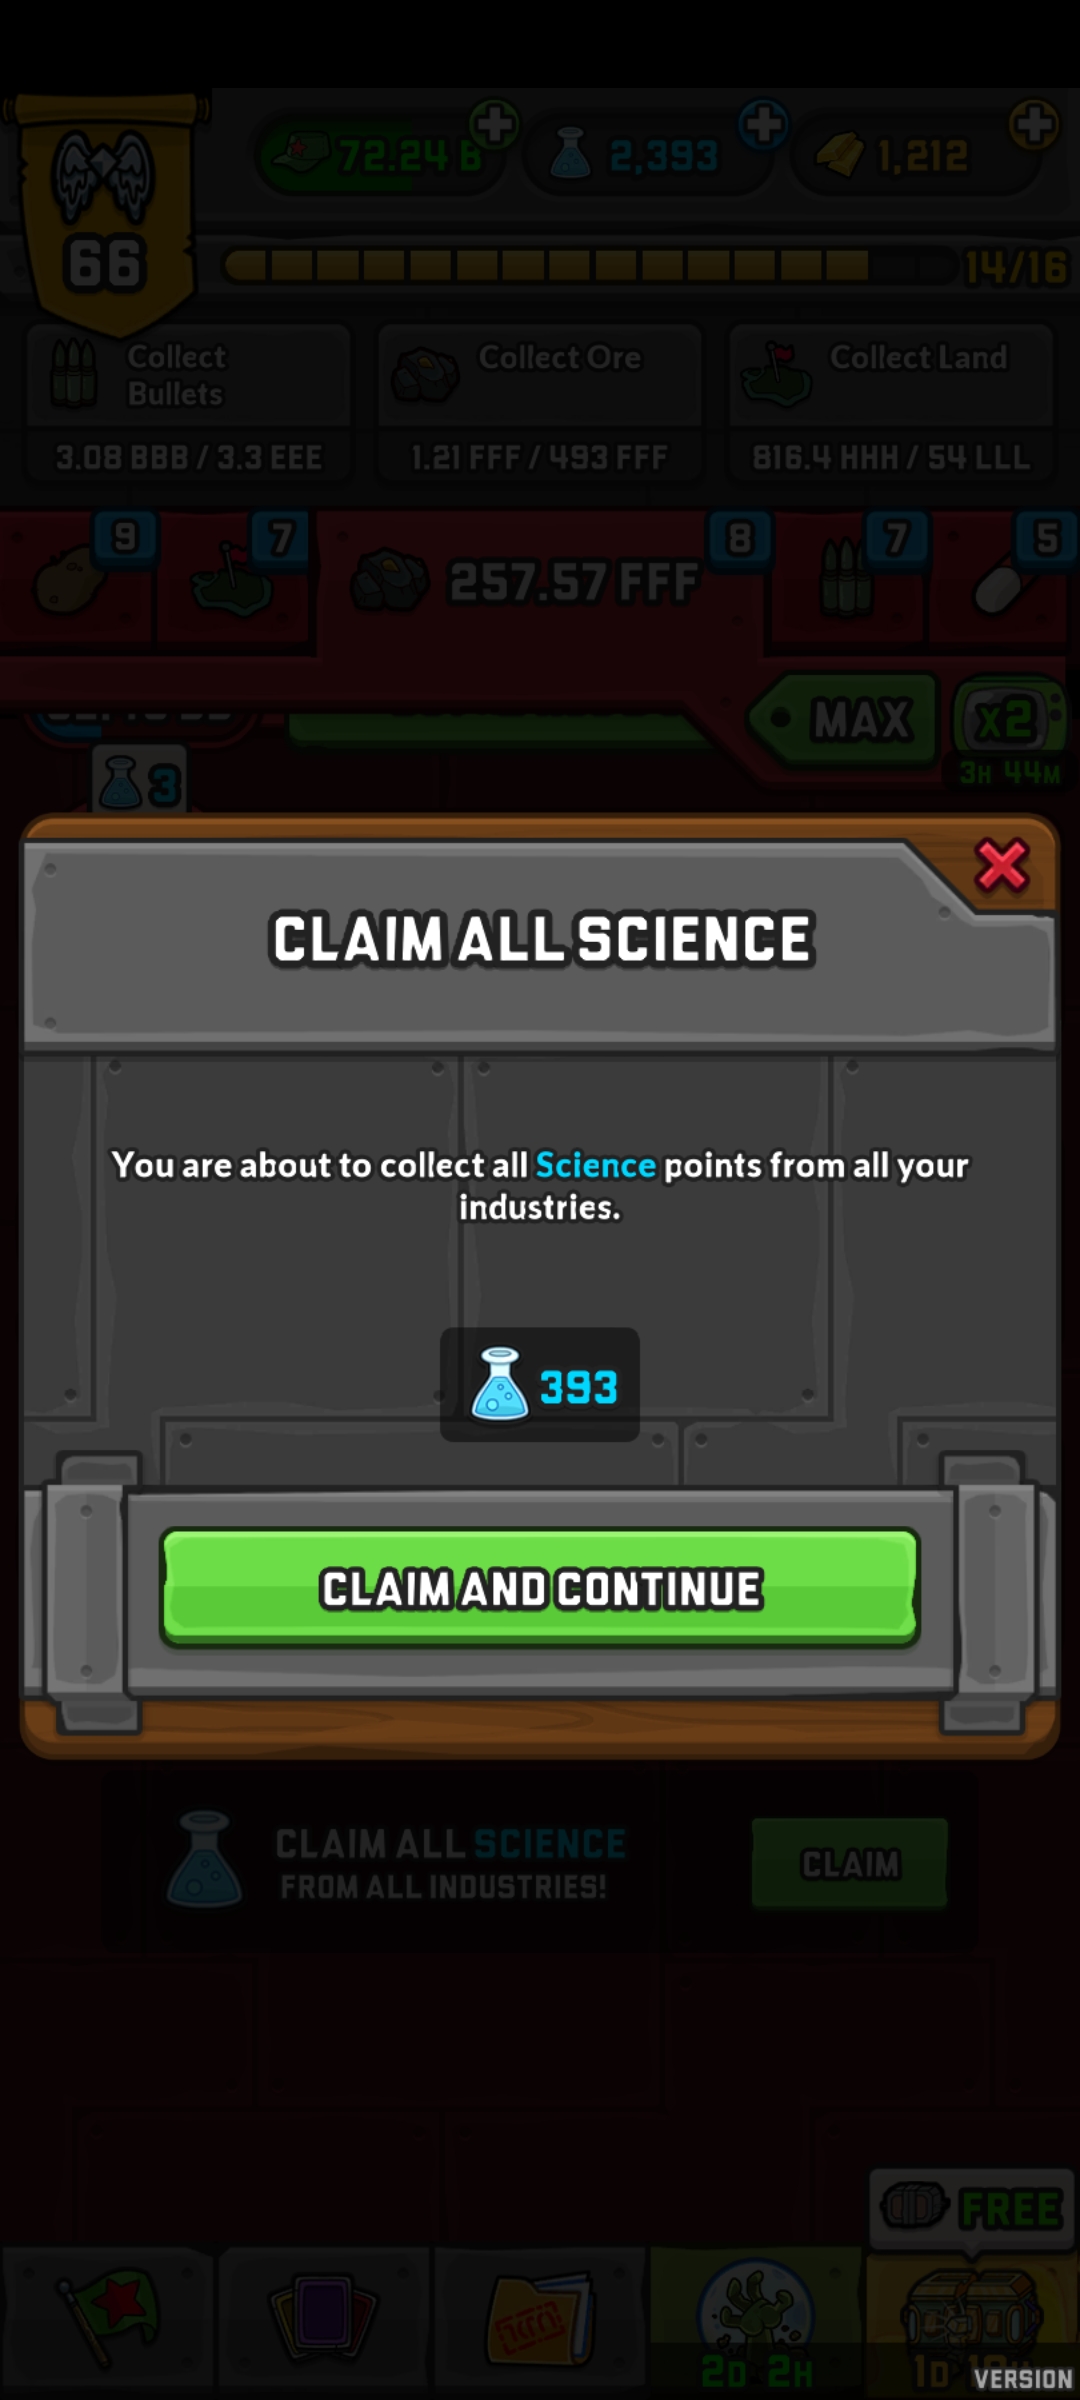 72.24 B
2,393
1,212
66
14/16
Collect
Bullets
Collect Ore
Collect Land
3.08 BBB / 3.3 EEE
1.21 FFF / 493 FFF
816.4 HHH / 54 LLL
9
7
257.57 FFF
8
7
5
MAX
X2
3H 44M
3
CLAIM ALL SCIENCE
You are about to collect all Science points from all your
industries.
393
CLAIM AND CONTINUE
CLAIM ALL SCIENCE
FROM ALL INDUSTRIES!
CLAIM
FREE
2D 2H
1D
VERSION